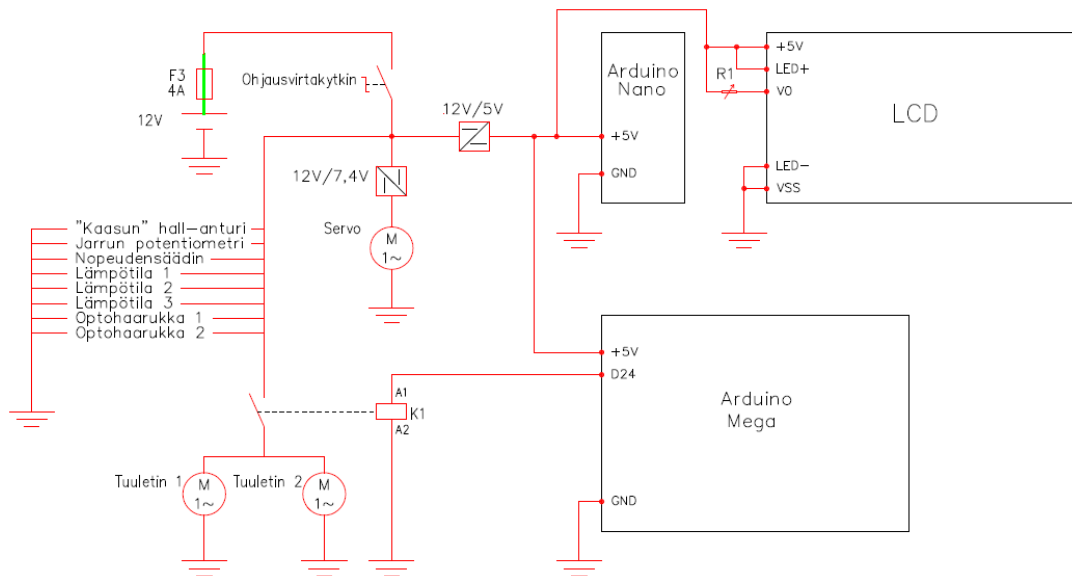 F3
4A
12V
Ohjausvirtakytkin
12V/5V
12V/7,4V
Servo
M
1~
Arduino
Nano
+5V
GND
R1
+5V
LED+
V0
LCD
LED-
VSS
"Kaasun" hall-anturi
Jarrun potentiometri
Nopeudensäädin
Lämpötila 1
Lämpötila 2
Lämpötila 3
Optohaarukka 1
Optohaarukka 2
A1
K1
A2
Tuuletin 1
M
1~
Tuuletin 2
M
1~
+5V
D24
Arduino
Mega
GND